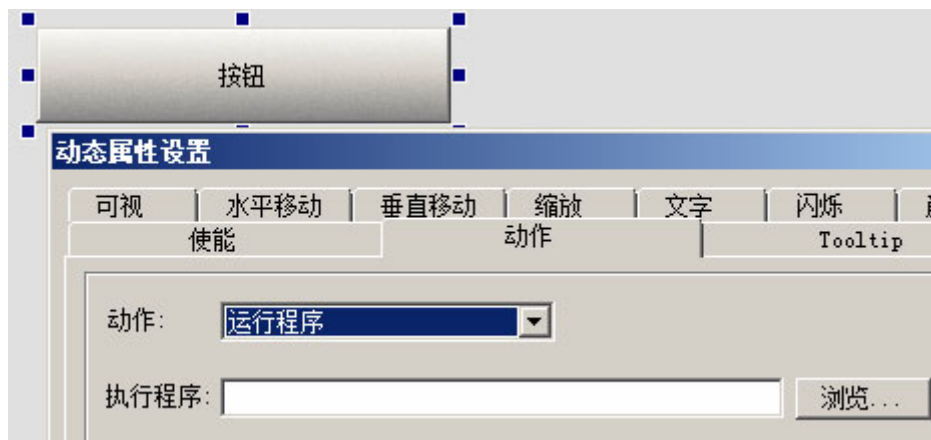 按钮
动态属性设置
可视 水平移动 垂直移动 缩放 文字 闪烁
使能 动作 Tooltip
动作: 运行程序
执行程序: 浏览...